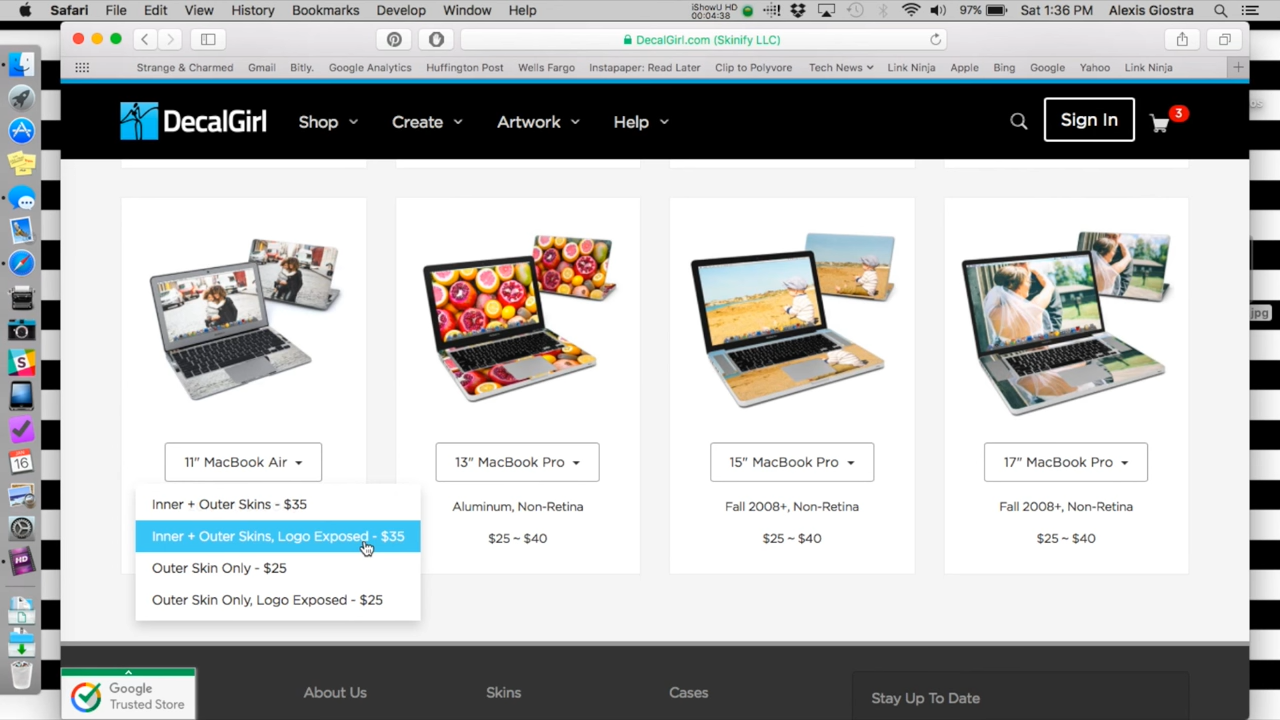 Safari File Edit View History Bookmarks Develop Window Help iShowU HD 00:04:38 97% Sat 1:36 PM Alexis Giostra
DecalGirl.com (Skinify LLC)
Strange & Charmed Gmail Bitly. Google Analytics Huffington Post Wells Fargo Instapaper: Read Later Clip to Polyvore Tech News Link Ninja Apple Bing Google Yahoo Link Ninja
DecalGirl Shop Create Artwork Help Sign In 3
11" MacBook Air 13" MacBook Pro 15" MacBook Pro 17" MacBook Pro
Inner + Outer Skins - $35
Inner + Outer Skins, Logo Exposed - $35
Outer Skin Only - $25
Outer Skin Only, Logo Exposed - $25
Aluminum, Non-Retina
$25 ~ $40
Fall 2008+, Non-Retina
$25 ~ $40
Fall 2008+, Non-Retina
$25 ~ $40
jpg
16
Google
Trusted Store
About Us Skins Cases Stay Up To Date